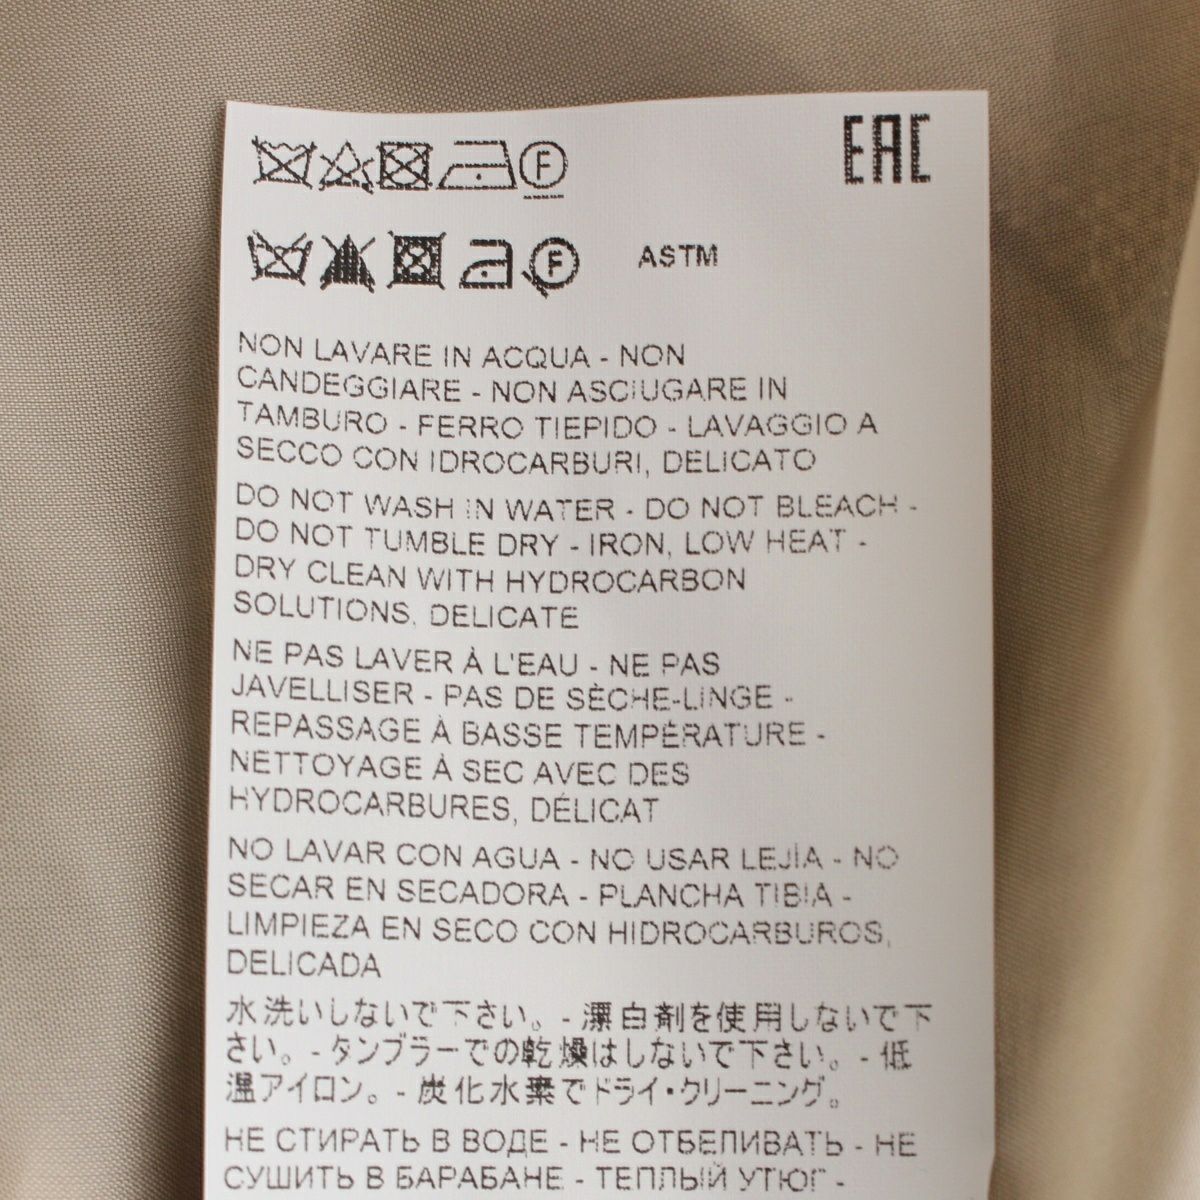 F EAC
F ASTM
NON LAVARE IN ACQUA - NON
CANDEGGIARE - NON ASCIUGARE IN
TAMBURO - FERRO TIEPIDO - LAVAGGIO A
SECCO CON IDROCARBURI, DELICATO
DO NOT WASH IN WATER - DO NOT BLEACH -
DO NOT TUMBLE DRY - IRON, LOW HEAT -
DRY CLEAN WITH HYDROCARBON
SOLUTIONS, DELICATE
NE PAS LAVER À L'EAU - NE PAS
JAVELLISER - PAS DE SÈCHE-LINGE -
REPASSAGE À BASSE TEMPÉRATURE -
NETTOYAGE À SEC AVEC DES
HYDROCARBURES, DÉLICAT
NO LAVAR CON AGUA - NO USAR LEJÍA - NO
SECAR EN SECADORA - PLANCHA TIBIA -
LIMPIEZA EN SECO CON HIDROCARBUROS,
DELICADA
水洗いしないで下さい。- 漂白剤を使用しないで下
さい。- タンブラーでの乾燥はしないで下さい。- 低
温アイロン。- 炭化水素でドライ・クリーニング。
НЕ СТИРАТЬ В ВОДЕ - НЕ ОТБЕЛИВАТЬ - НЕ
СУШИТЬ В БАРАБАНЕ - ТЕПЛЫЙ УТЮГ -